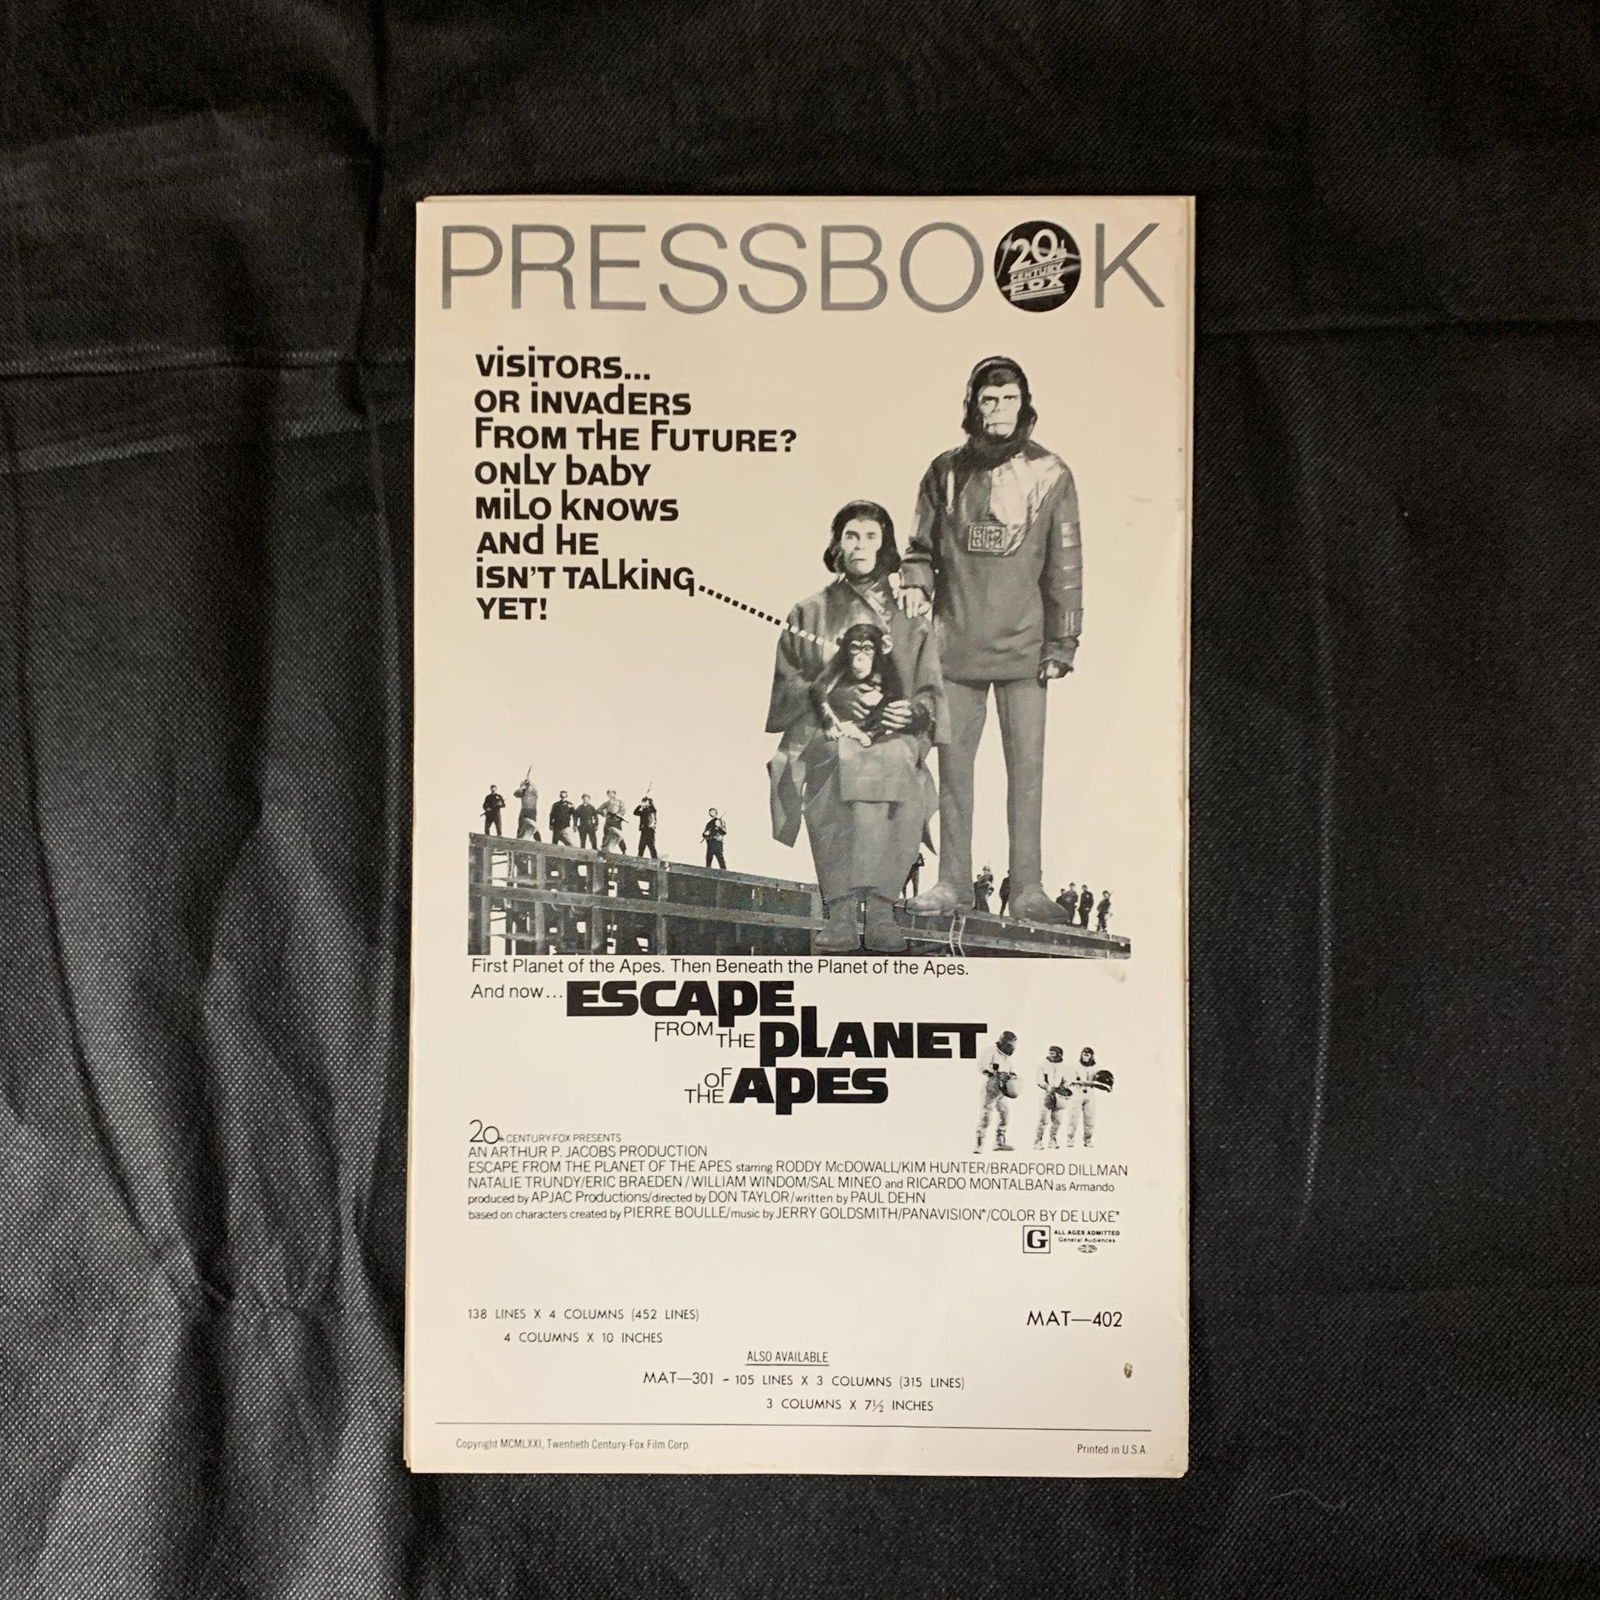 PRESSBOOK
20th CENTURY FOX
VISITORS...
OR INVADERS
FROM THE FUTURE?
ONLY BABY
MILO KNOWS
AND HE
ISN'T TALKING
YET!
First Planet of the Apes. Then Beneath the Planet of the Apes.
And now... ESCAPE
FROM THE PLANET
OF THE APES
20th CENTURY-FOX PRESENTS
AN ARTHUR P. JACOBS PRODUCTION
ESCAPE FROM THE PLANET OF THE APES starring RODDY McDOWALL/KIM HUNTER/BRADFORD DILLMAN
NATALIE TRUNDY/ERIC BRAEDEN/WILLIAM WINDOM/SAL MINEO and RICARDO MONTALBAN as Armando
produced by APJAC Productions/directed by DON TAYLOR/written by PAUL DEHN
based on characters created by PIERRE BOULLE/music by JERRY GOLDSMITH/PANAVISION®/COLOR BY DE LUXE®
G ALL AGES ADMITTED
General Audiences
138 LINES X 4 COLUMNS (452 LINES)
MAT—402
4 COLUMNS X 10 INCHES
ALSO AVAILABLE
MAT—301 - 105 LINES X 3 COLUMNS (315 LINES)
3 COLUMNS X 7½ INCHES
Copyright MCMLXXI, Twentieth Century-Fox Film Corp.
Printed in U.S.A.